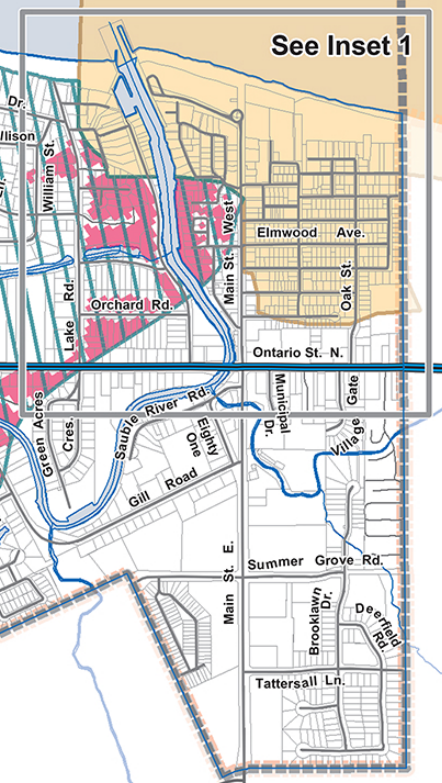 See Inset 1
Dr.
llison
William St.
West
Main St.
Elmwood Ave.
Oak St.
Orchard Rd.
Lake Rd.
Ontario St. N.
Municipal Dr.
Village Gate
Green Acres
Cres.
Sauble River Rd.
Eighty One
Gill Road
Main St. E.
Summer Grove Rd.
Brooklawn Dr.
Deerfield Rd.
Tattersall Ln.